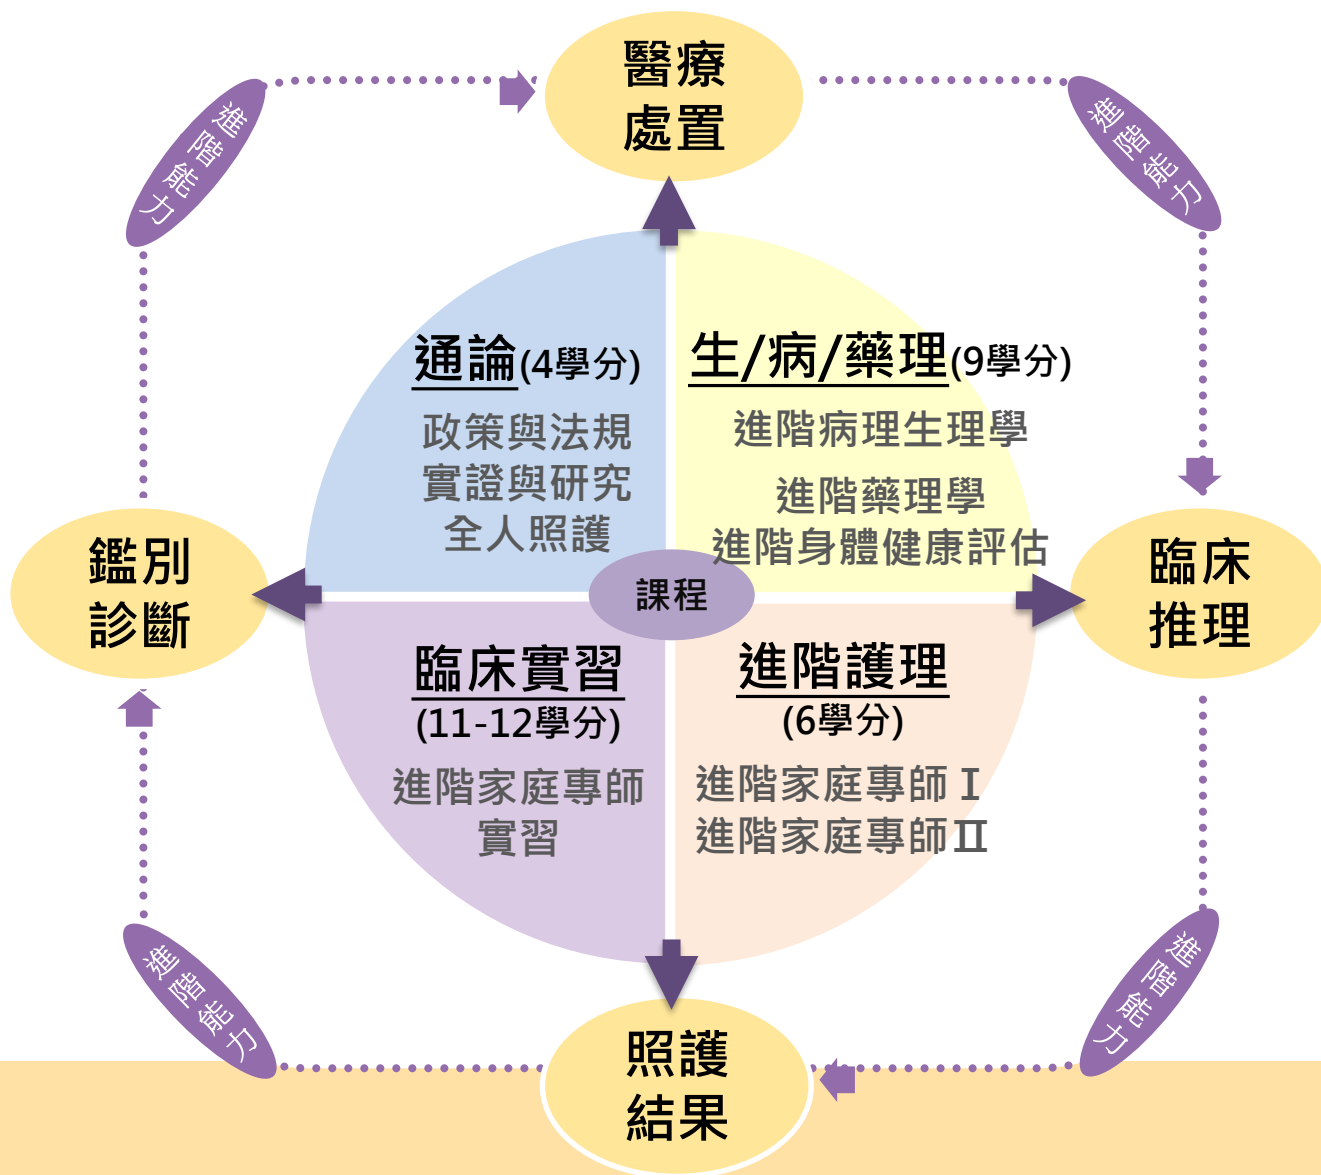 醫療
處置
進階能力
進階能力
通論(4學分)
政策與法規
實證與研究
全人照護
生/病/藥理(9學分)
進階病理生理學
進階藥理學
進階身體健康評估
鑑別
診斷
課程
臨床
推理
臨床實習
(11-12學分)
進階家庭專師
實習
進階護理
(6學分)
進階家庭專師Ⅰ
進階家庭專師Ⅱ
進階能力
進階能力
照護
結果